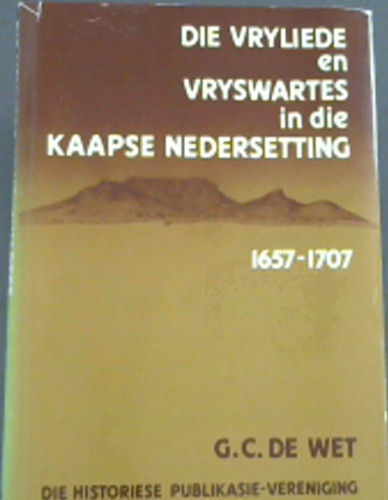 DIE VRYLIEDE
en
VRYSWARTES
in die
KAAPSE NEDERSETTING
1657-1707
G.C. DE WET
DIE HISTORIESE PUBLIKASIE-VERENIGING